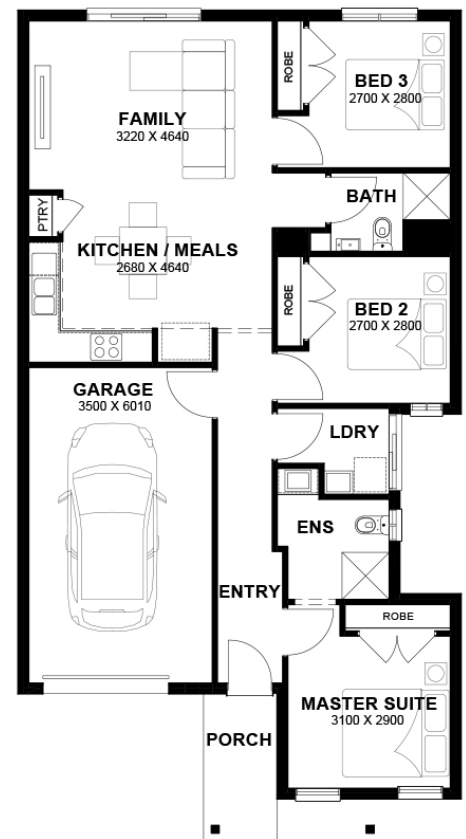 ROBE
BED 3
2700 X 2800
FAMILY
3220 X 4640
BATH
PTRY
KITCHEN / MEALS
2680 X 4640
ROBE
BED 2
2700 X 2800
GARAGE
3500 X 6010
LDRY
ENS
ENTRY
ROBE
MASTER SUITE
3100 X 2900
PORCH